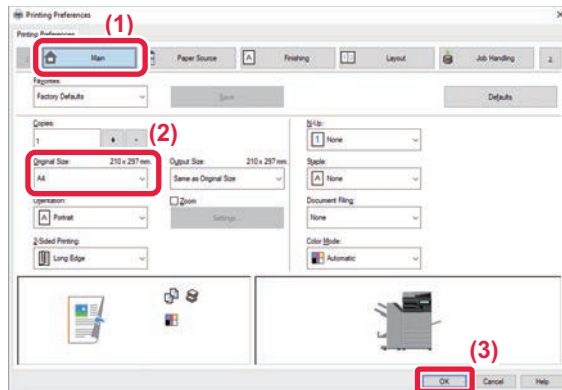 Printing Preferences
(1)
Printing Preferences
Main
Paper Source
Finishing
Layout
Job Handling
Favorites:
Factory Defaults
Save
Defaults
Copies:
1
+ -
(2)
N-Up:
1 None
Original Size: 210 x 297 mm
A4
Output Size: 210 x 297 mm
Same as Original Size
Staple:
A None
Orientation:
A Portrait
Zoom
Settings...
Document Filing:
None
2-Sided Printing:
Long Edge
Color Mode:
Automatic
(3)
OK Cancel Help